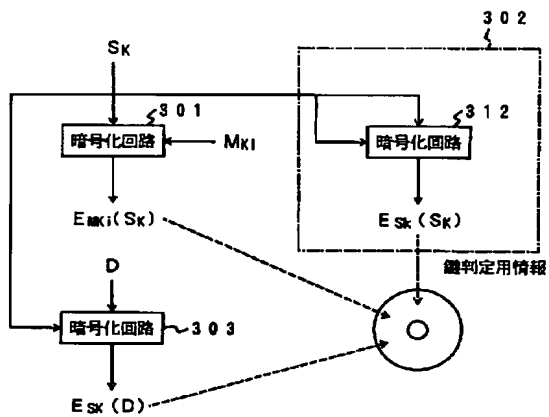 302
SK
301
暗号化回路
MKi
EMKi(SK)
312
暗号化回路
ESk(SK)
鍵判定用情報
D
暗号化回路
303
ESK(D)